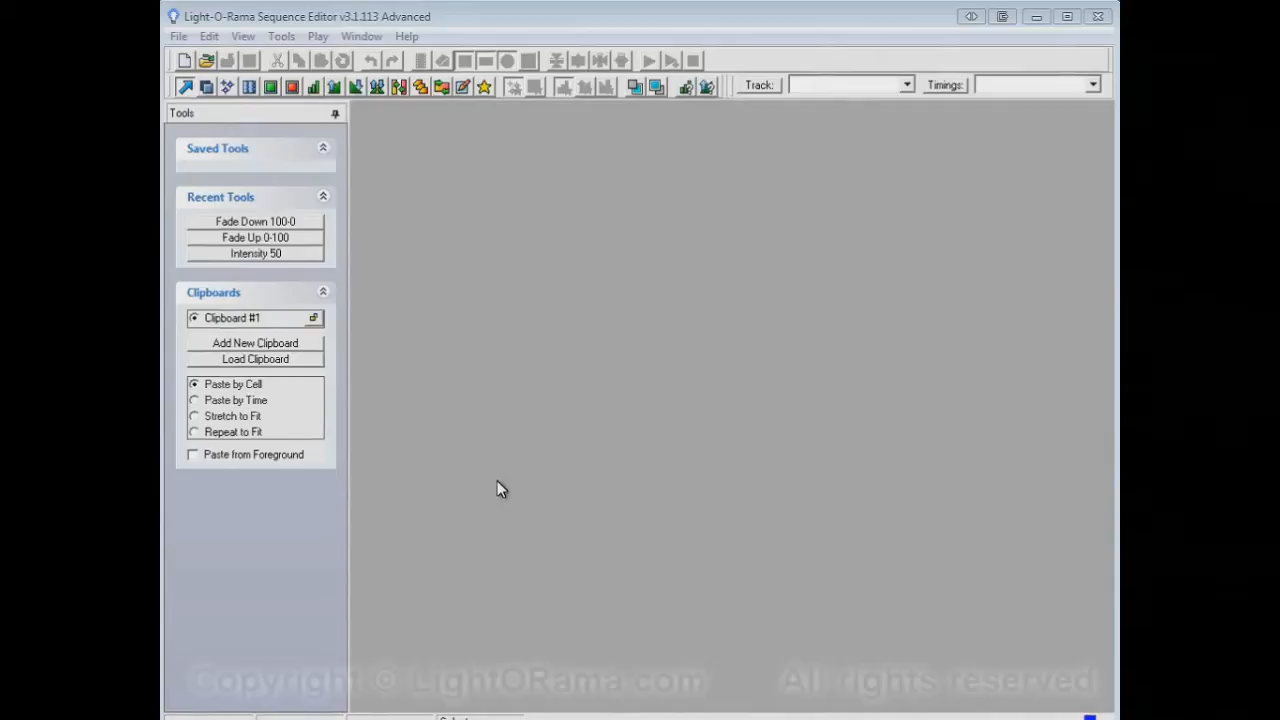 Light-O-Rama Sequence Editor v3.1.113 Advanced
File Edit View Tools Play Window Help
Track: Timings:
Tools
Saved Tools
Recent Tools
Fade Down 100-0
Fade Up 0-100
Intensity 50
Clipboards
Clipboard #1
Add New Clipboard
Load Clipboard
Paste by Cell
Paste by Time
Stretch to Fit
Repeat to Fit
Paste from Foreground
Copyright © LightORama.com All rights reserved